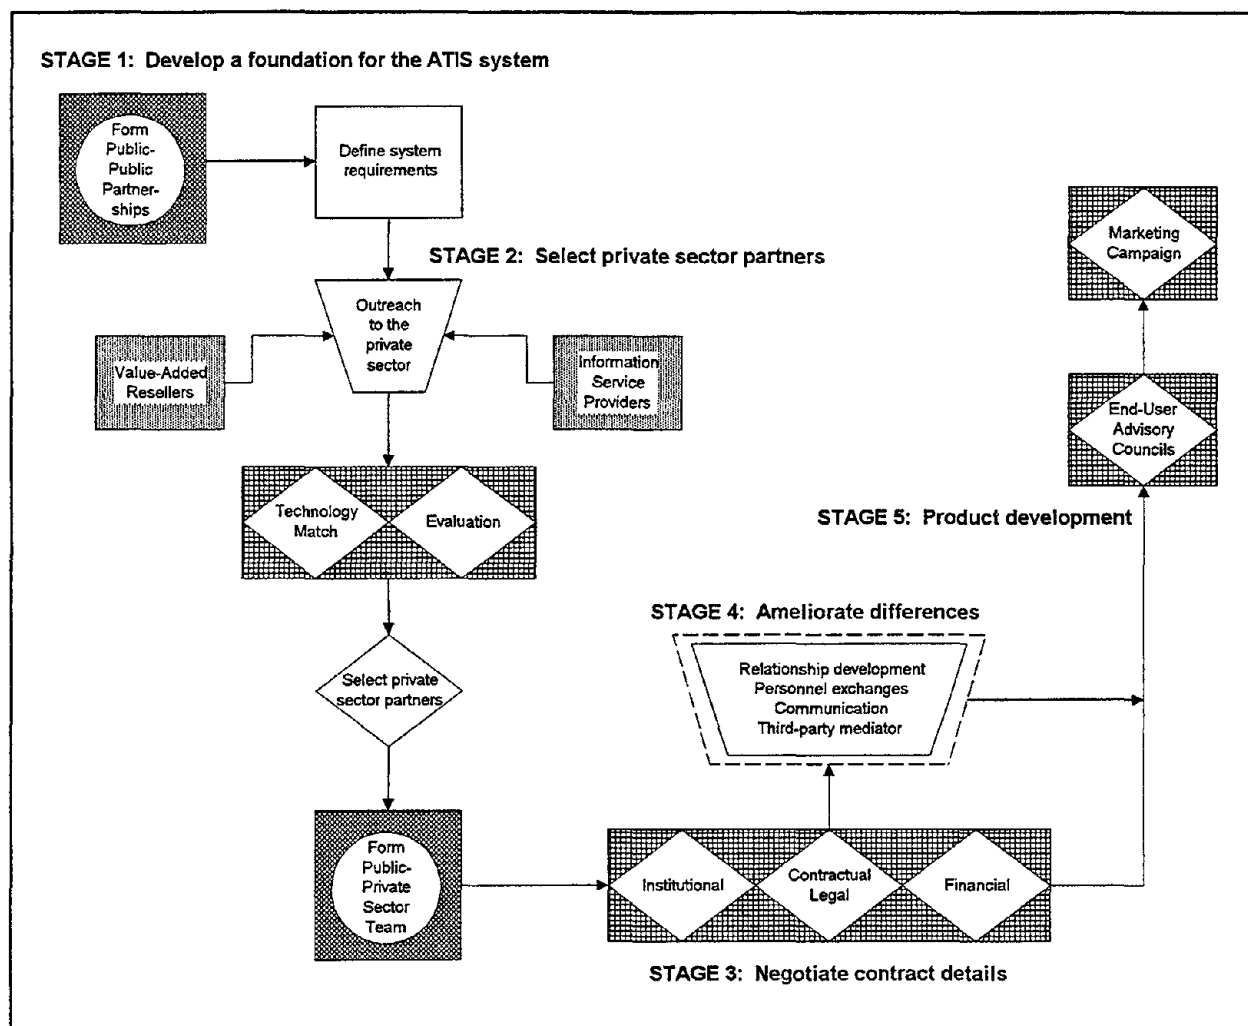 STAGE 1: Develop a foundation for the ATIS system
Form
Public-
Public
Partner-
ships
Define system
requirements
STAGE 2: Select private sector partners
Outreach
to the
private
sector
Value-Added
Resellers
Information
Service
Providers
Technology
Match
Evaluation
Select private
sector partners
Form
Public-
Private
Sector
Team
Institutional
Contractual
Legal
Financial
STAGE 3: Negotiate contract details
STAGE 4: Ameliorate differences
Relationship development
Personnel exchanges
Communication
Third-party mediator
STAGE 5: Product development
End-User
Advisory
Councils
Marketing
Campaign